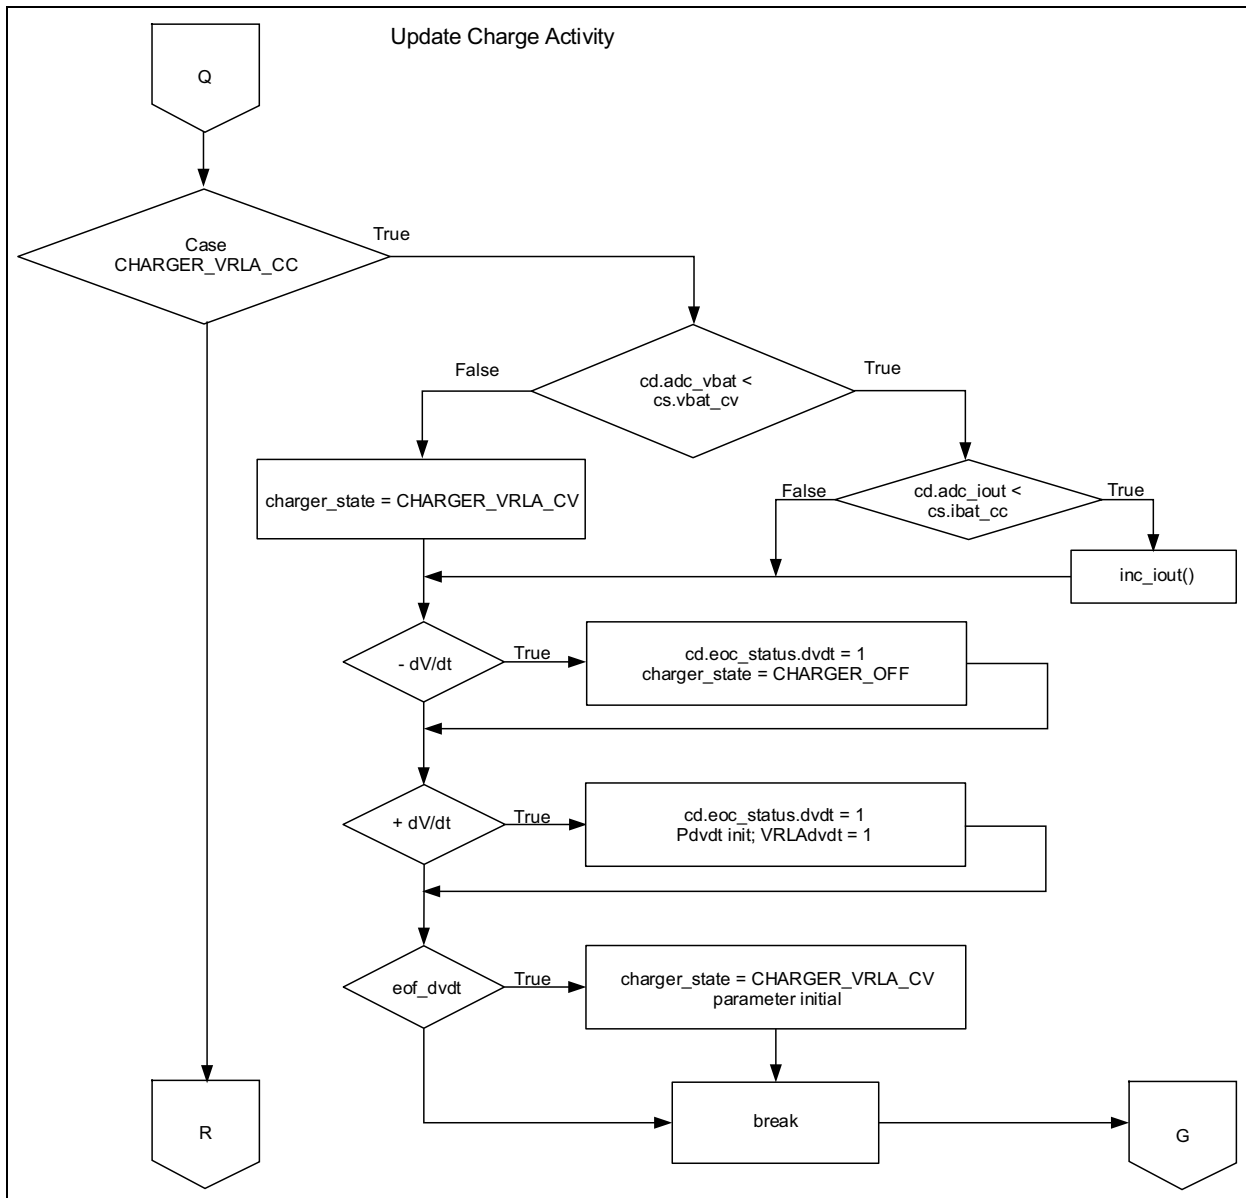 Update Charge Activity
Q
True
Case
CHARGER_VRLA_CC
False
True
cd.adc_vbat <
cs.vbat_cv
charger_state = CHARGER_VRLA_CV
False
cd.adc_iout <
cs.ibat_cc
True
inc_iout()
- dV/dt
True
cd.eoc_status.dvdt = 1
charger_state = CHARGER_OFF
+ dV/dt
True
cd.eoc_status.dvdt = 1
Pdvdt init; VRLAdvdt = 1
eof_dvdt
True
charger_state = CHARGER_VRLA_CV
parameter initial
break
R
G